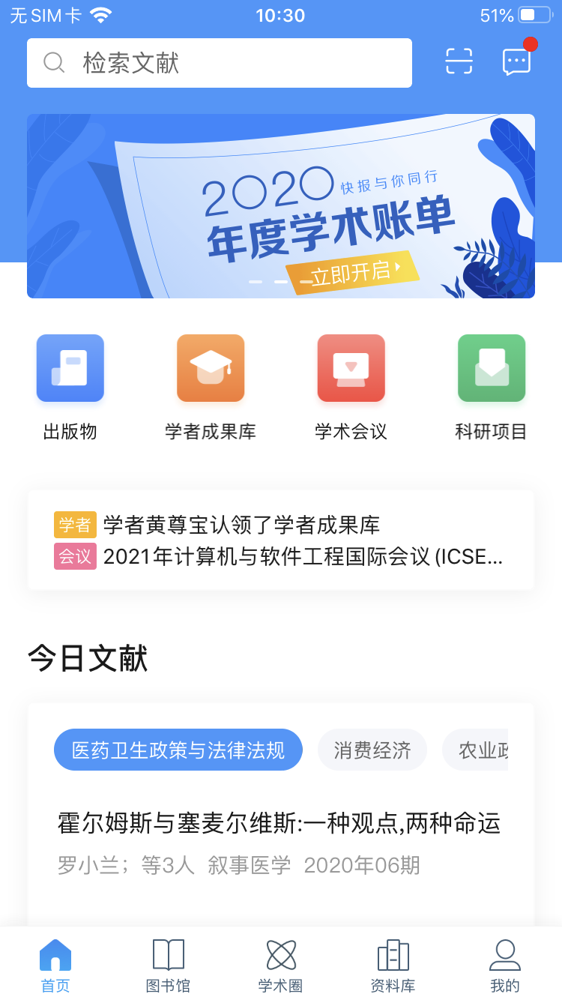 无SIM卡 10:30 51%
检索文献
2020 快报与你同行
年度学术账单
立即开启
出版物 学者成果库 学术会议 科研项目
学者 学者黄尊宝认领了学者成果库
会议 2021年计算机与软件工程国际会议(ICSE...
今日文献
医药卫生政策与法律法规 消费经济 农业政
霍尔姆斯与塞麦尔维斯:一种观点,两种命运
罗小兰；等3人 叙事医学 2020年06期
首页 图书馆 学术圈 资料库 我的